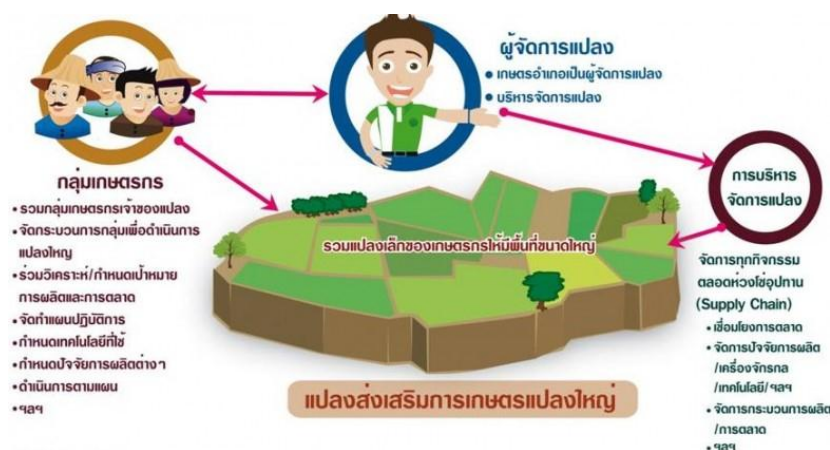 ผู้จัดการแปลง
• เกษตรอำเภอเป็นผู้จัดการแปลง
• บริหารจัดการแปลง
กลุ่มเกษตรกร
• รวมกลุ่มเกษตรกรเจ้าของแปลง
• จัดกระบวนการกลุ่มเพื่อดำเนินการ
แปลงใหญ่
• ร่วมวิเคราะห์/กำหนดเป้าหมาย
การผลิตและการตลาด
• จัดทำแผนปฏิบัติการ
• กำหนดเทคโนโลยีที่ใช้
• กำหนดปัจจัยการผลิตต่างๆ
• ดำเนินการตามแผน
• ฯลฯ
รวมแปลงเล็กของเกษตรกรให้มีพื้นที่ขนาดใหญ่
แปลงส่งเสริมการเกษตรแปลงใหญ่
การบริหาร
จัดการแปลง
จัดการทุกกิจกรรม
ตลอดห่วงโซ่อุปทาน
(Supply Chain)
• เชื่อมโยงการตลาด
• จัดการปัจจัยการผลิต
/เครื่องจักรกล
/เทคโนโลยี/ฯลฯ
• จัดการกระบวนการผลิต
/การตลาด
• ฯลฯ